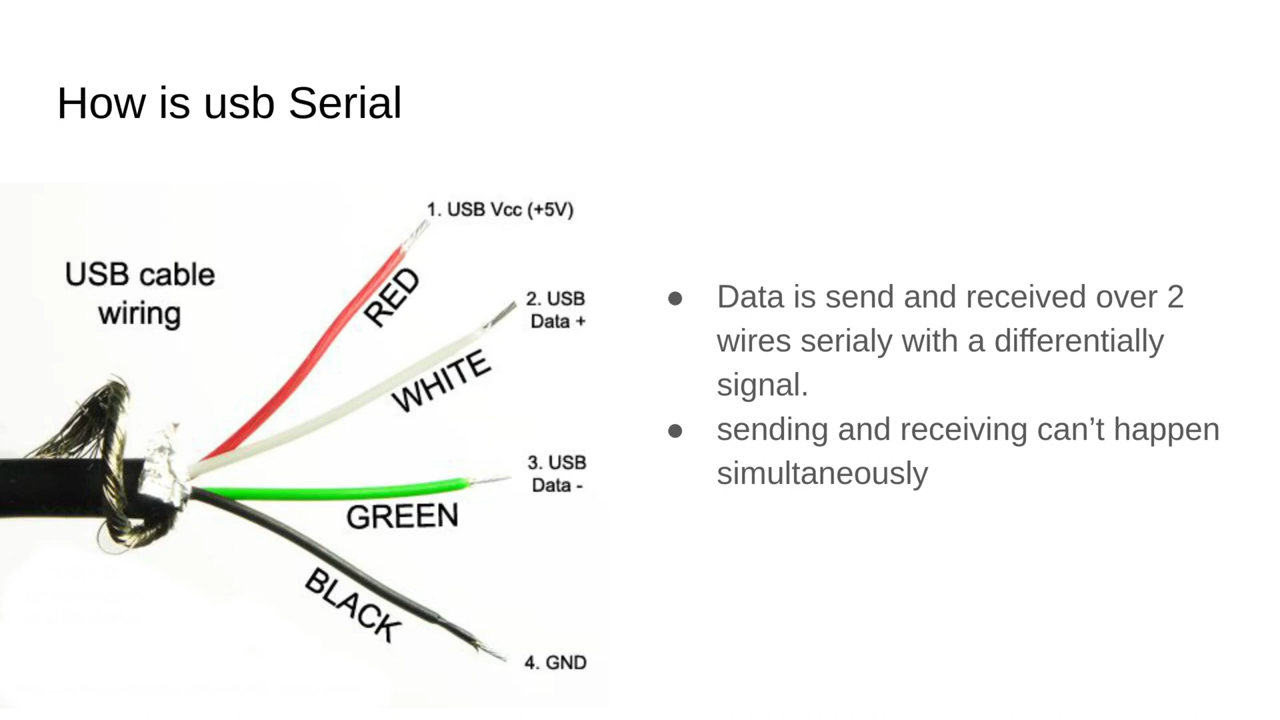 How is usb Serial
USB cable
wiring
1. USB Vcc (+5V)
RED
2. USB
Data +
WHITE
3. USB
Data -
GREEN
BLACK
4. GND
● Data is send and received over 2
wires serialy with a differentially
signal.
● sending and receiving can’t happen
simultaneously